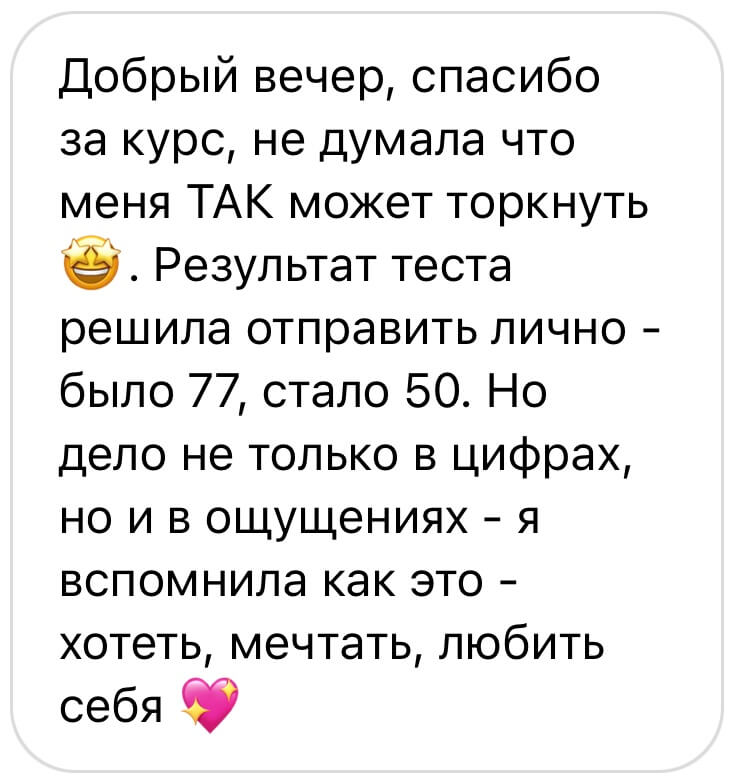 Добрый вечер, спасибо
за курс, не думала что
меня ТАК может торкнуть
🤩. Результат теста
решила отправить лично -
было 77, стало 50. Но
дело не только в цифрах,
но и в ощущениях - я
вспомнила как это -
хотеть, мечтать, любить
себя 💖